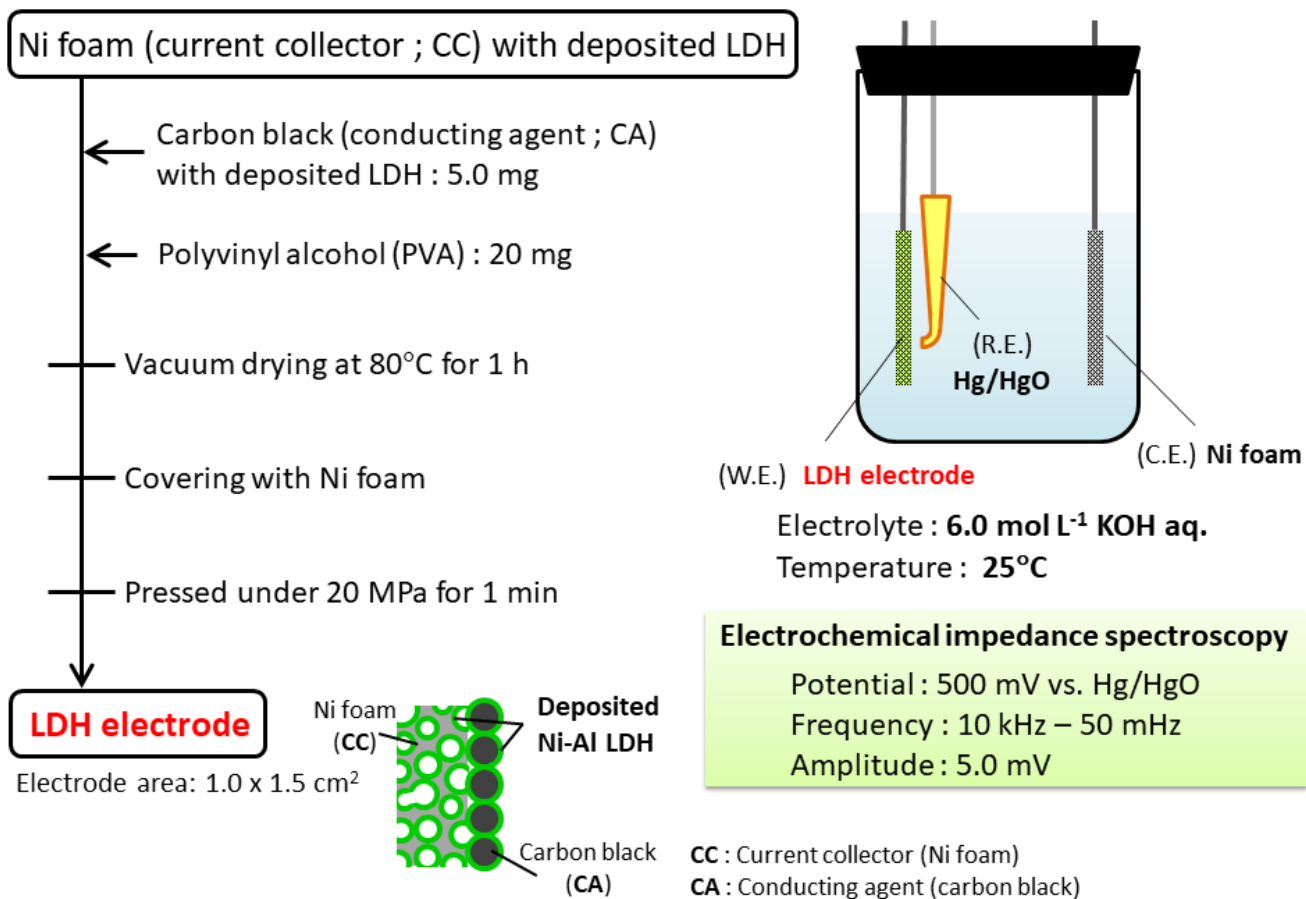 Ni foam (current collector ; CC) with deposited LDH
Carbon black (conducting agent ; CA)
with deposited LDH : 5.0 mg
Polyvinyl alcohol (PVA) : 20 mg
Vacuum drying at 80°C for 1 h
Covering with Ni foam
Pressed under 20 MPa for 1 min
LDH electrode
Electrode area: 1.0 x 1.5 cm²
Ni foam
(CC)
Deposited
Ni-Al LDH
Carbon black
(CA)
(R.E.)
Hg/HgO
(W.E.) LDH electrode
(C.E.) Ni foam
Electrolyte : 6.0 mol L⁻¹ KOH aq.
Temperature : 25°C
Electrochemical impedance spectroscopy
Potential : 500 mV vs. Hg/HgO
Frequency : 10 kHz – 50 mHz
Amplitude : 5.0 mV
CC : Current collector (Ni foam)
CA : Conducting agent (carbon black)